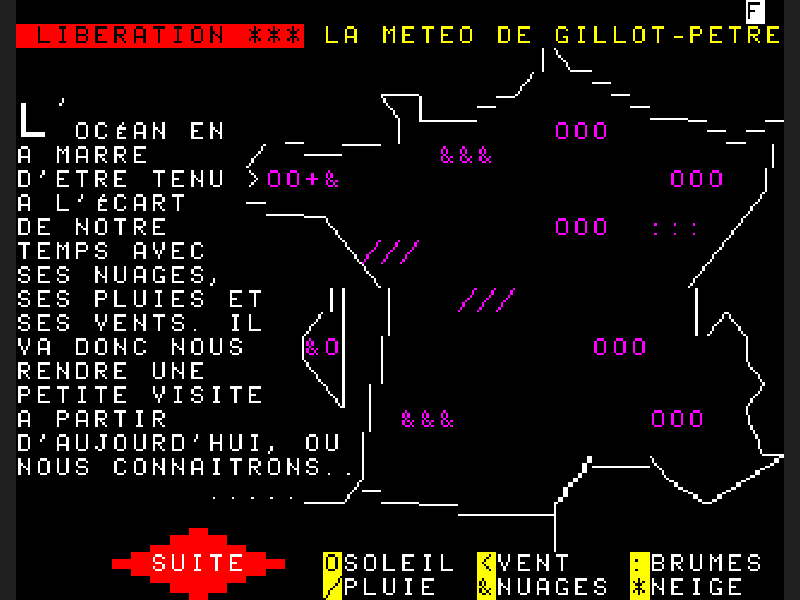 F
LIBERATION *** LA METEO DE GILLOT-PETRE
L'OCÉAN EN
A MARRE
D'ETRE TENU
A L'ÉCART
DE NOTRE
TEMPS AVEC
SES NUAGES,
SES PLUIES ET
SES VENTS. IL
VA DONC NOUS
RENDRE UNE
PETITE VISITE
A PARTIR
D'AUJOURD'HUI, OU
NOUS CONNAITRONS..
.....
OOO
&&&
OO+&
OOO
OOO
:::
///
///
&O
OOO
&&&
OOO
SUITE
O SOLEIL
< VENT
: BRUMES
/ PLUIE
& NUAGES
* NEIGE